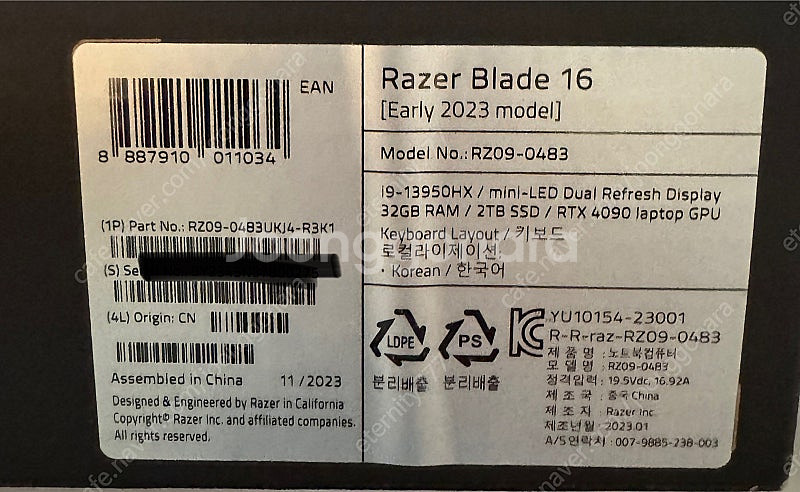 EAN
8 887910 011034
(1P) Part No.: RZ09-0483UKJ4-R3K1
(S) Se
(4L) Origin: CN
Assembled in China 11/2023
Designed & Engineered by Razer in California
Copyright© Razer Inc. and affiliated companies.
All rights reserved.
Razer Blade 16
[Early 2023 model]
Model No.:RZ09-0483
i9-13950HX / mini-LED Dual Refresh Display
32GB RAM / 2TB SSD / RTX 4090 laptop GPU
Keyboard Layout / 키보드
로컬라이제이션:
• Korean / 한국어
LDPE
분리배출
PS
분리배출
YU10154-23001
R-R-raz-RZ09-0483
제 품 명 : 노트북컴퓨터
모 델 명 : RZ09-0483
정격입력 : 19.5Vdc, 16.92A
제 조 국 : 중국China
제 조 자 : Razer Inc.
제조년월 : 2023.01
A/S연락처 : 007-9885-238-003
Joonggonara